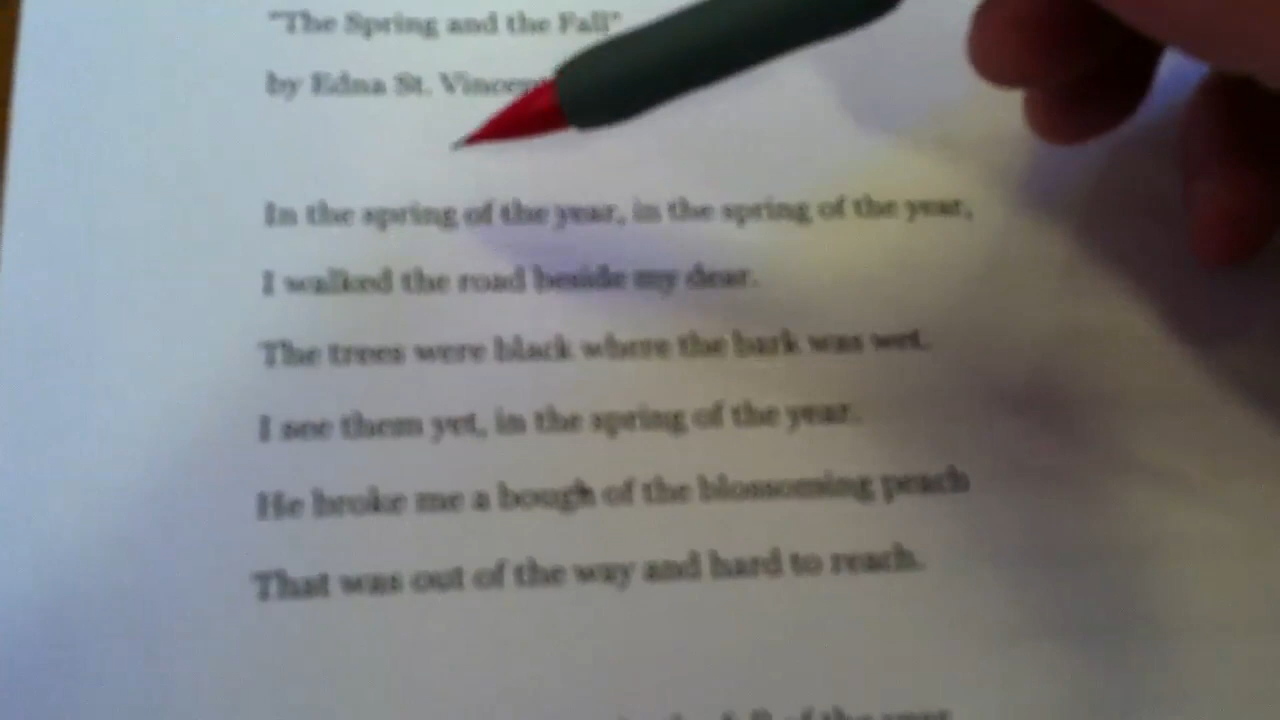 "The Spring and the Fall"
by Edna St. Vincent
In the spring of the year, in the spring of the year,
I walked the road beside my dear.
The trees were black where the bark was wet.
I see them yet, in the spring of the year.
He broke me a bough of the blossoming peach
That was out of the way and hard to reach.
of the year